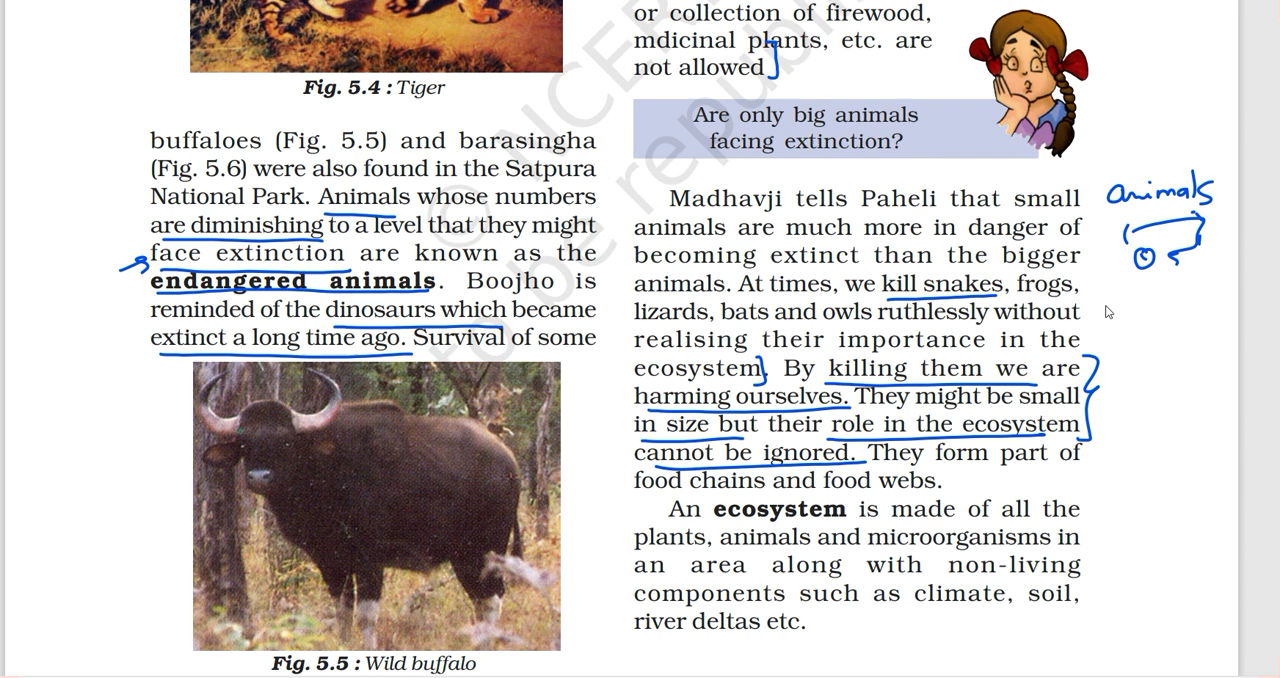 Fig. 5.4 : Tiger
buffaloes (Fig. 5.5) and barasingha
(Fig. 5.6) were also found in the Satpura
National Park. Animals whose numbers
are diminishing to a level that they might
face extinction are known as the
endangered animals. Boojho is
reminded of the dinosaurs which became
extinct a long time ago. Survival of some
Fig. 5.5 : Wild buffalo
or collection of firewood,
mdicinal plants, etc. are
not allowed
Are only big animals
facing extinction?
Madhavji tells Paheli that small
animals are much more in danger of
becoming extinct than the bigger
animals. At times, we kill snakes, frogs,
lizards, bats and owls ruthlessly without
realising their importance in the
ecosystem. By killing them we are
harming ourselves. They might be small
in size but their role in the ecosystem
cannot be ignored. They form part of
food chains and food webs.
An ecosystem is made of all the
plants, animals and microorganisms in
an area along with non-living
components such as climate, soil,
river deltas etc.
animals
© NCER
to be republi